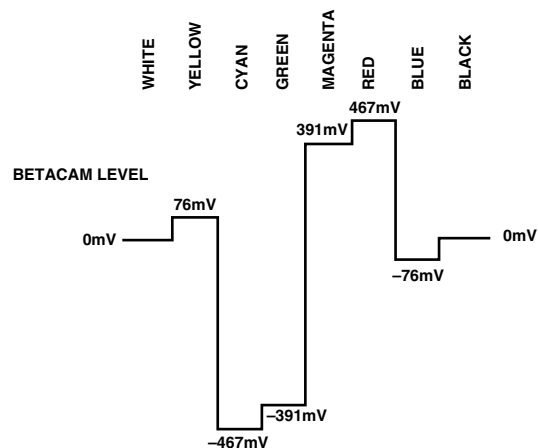 WHITE
YELLOW
CYAN
GREEN
MAGENTA
RED
BLUE
BLACK
467mV
391mV
BETACAM LEVEL
76mV
0mV
0mV
–76mV
–391mV
–467mV